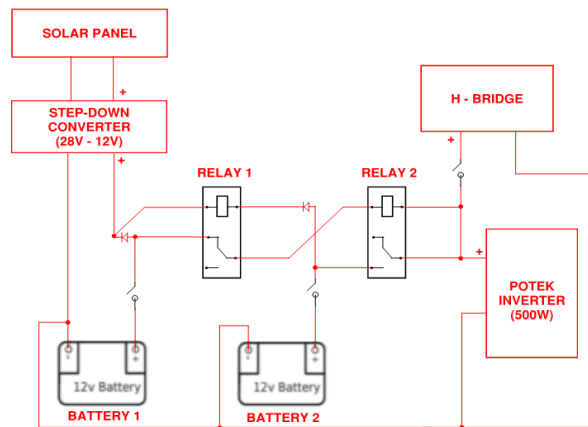 SOLAR PANEL
+
STEP-DOWN
CONVERTER
(28V - 12V)
+
H - BRIDGE
+
RELAY 1
RELAY 2
+
POTEK
INVERTER
(500W)
- +
12v Battery
BATTERY 1
- +
12v Battery
BATTERY 2